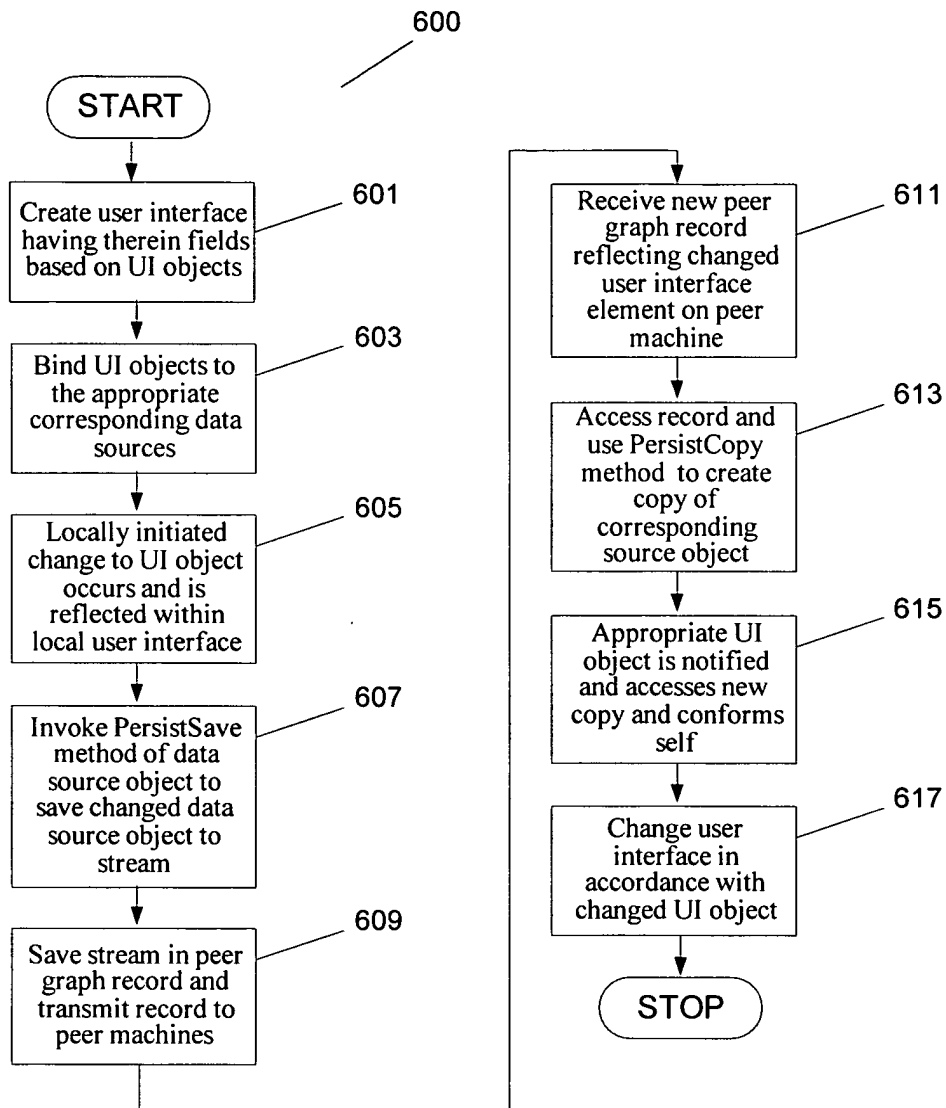 600
START
601
Create user interface
having therein fields
based on UI objects
603
Bind UI objects to
the appropriate
corresponding data
sources
605
Locally initiated
change to UI object
occurs and is
reflected within
local user interface
607
Invoke PersistSave
method of data
source object to
save changed data
source object to
stream
609
Save stream in peer
graph record and
transmit record to
peer machines
611
Receive new peer
graph record
reflecting changed
user interface
element on peer
machine
613
Access record and
use PersistCopy
method to create
copy of
corresponding
source object
615
Appropriate UI
object is notified
and accesses new
copy and conforms
self
617
Change user
interface in
accordance with
changed UI object
STOP